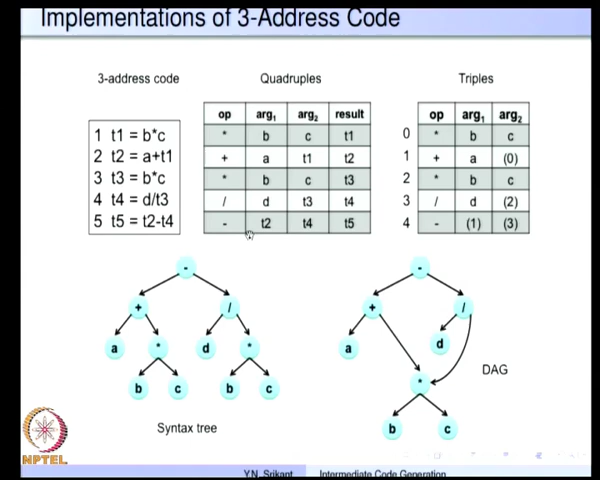 Implementations of 3-Address Code
3-address code
Quadruples
Triples
1 t1 = b*c
2 t2 = a+t1
3 t3 = b*c
4 t4 = d/t3
5 t5 = t2-t4
op arg1 arg2 result
* b c t1
+ a t1 t2
* b c t3
/ d t3 t4
- t2 t4 t5
op arg1 arg2
0 * b c
1 + a (0)
2 * b c
3 / d (2)
4 - (1) (3)
-
+ /
a * d *
b c b c
Syntax tree
-
+ /
a d
*
b c
DAG
NPTEL
Y.N. Srikant Intermediate Code Generation